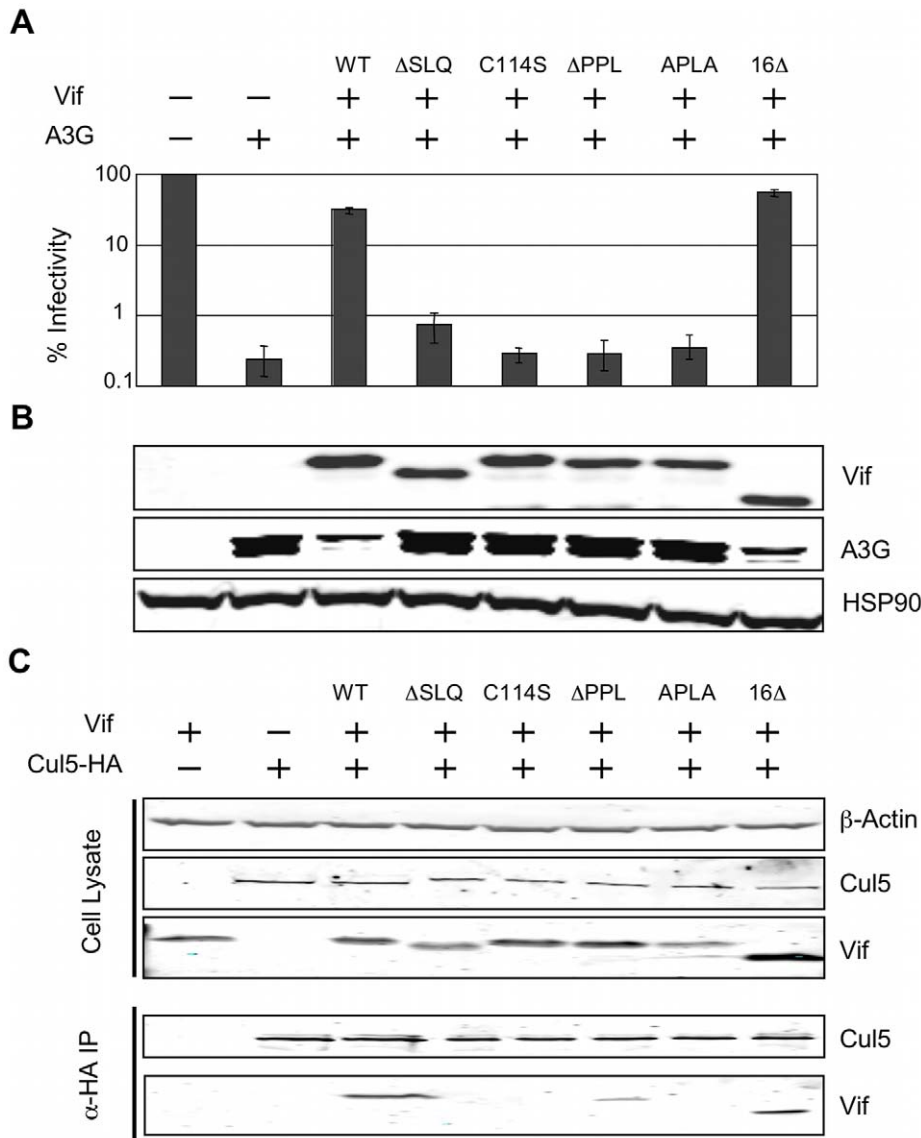 A
WT ΔSLQ C114S ΔPPL APLA 16Δ
Vif − − + + + + + +
A3G − + + + + + + +
% Infectivity
100
10
1
0.1
B
Vif
A3G
HSP90
C
WT ΔSLQ C114S ΔPPL APLA 16Δ
Vif + − + + + + + +
Cul5-HA − + + + + + + +
Cell Lysate
β-Actin
Cul5
Vif
α-HA IP
Cul5
Vif